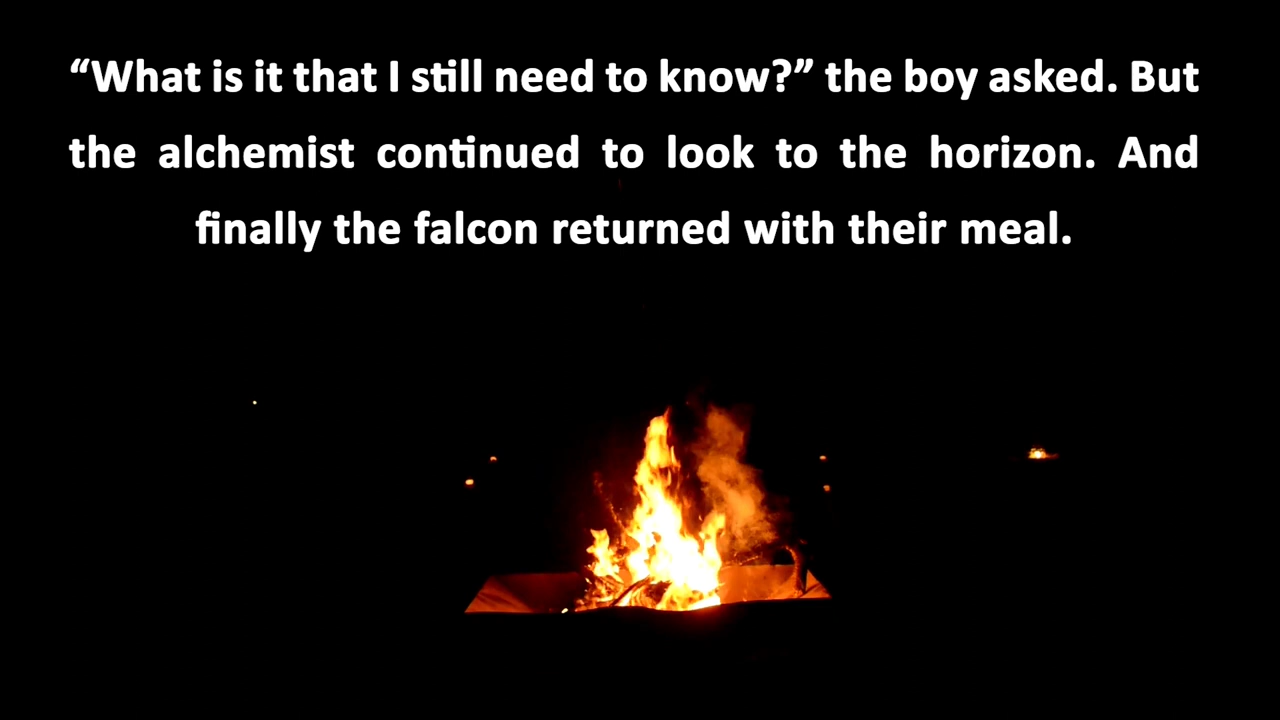 “What is it that I still need to know?” the boy asked. But
the alchemist continued to look to the horizon. And
finally the falcon returned with their meal.